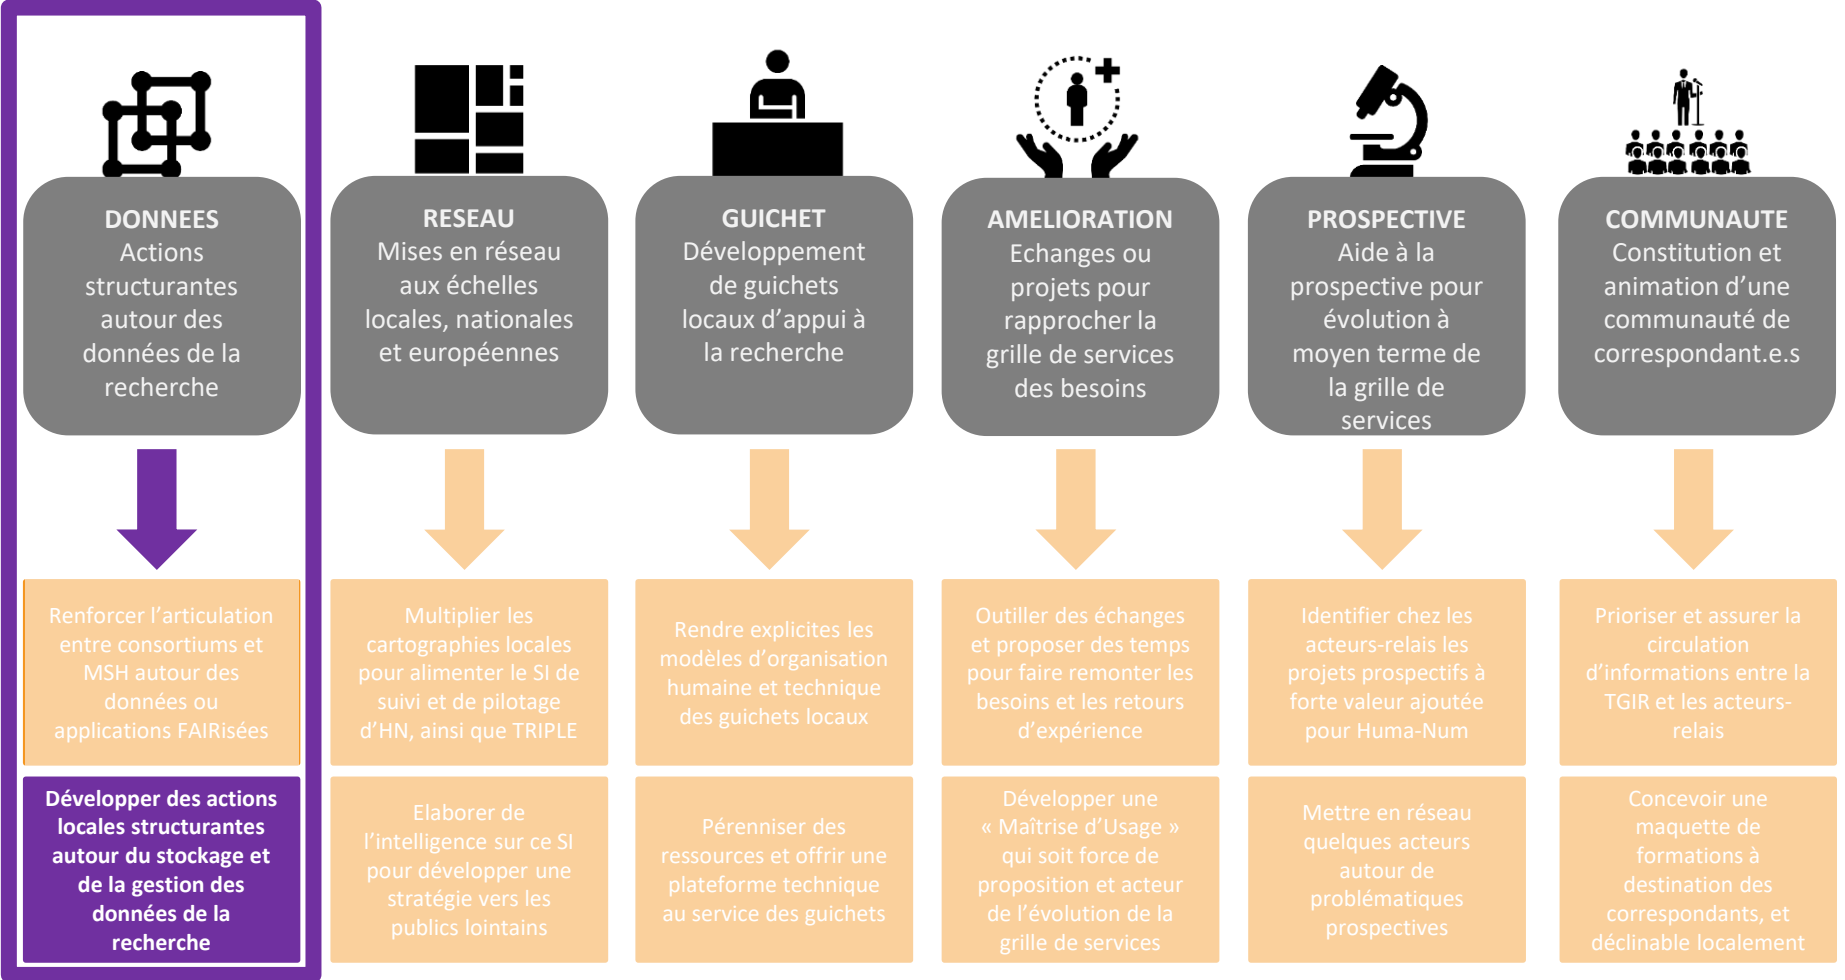 DONNEES
Actions
structurantes
autour des
données de la
recherche
RESEAU
Mises en réseau
aux échelles
locales, nationales
et européennes
GUICHET
Développement
de guichets
locaux d’appui à
la recherche
AMELIORATION
Echanges ou
projets pour
rapprocher la
grille de services
des besoins
PROSPECTIVE
Aide à la
prospective pour
évolution à
moyen terme de
la grille de
services
COMMUNAUTE
Constitution et
animation d’une
communauté de
correspondant.e.s
Renforcer l’articulation
entre consortiums et
MSH autour des
données ou
applications FAIRisées
Multiplier les
cartographies locales
pour alimenter le SI de
suivi et de pilotage
d’HN, ainsi que TRIPLE
Rendre explicites les
modèles d’organisation
humaine et technique
des guichets locaux
Outiller des échanges
et proposer des temps
pour faire remonter les
besoins et les retours
d’expérience
Identifier chez les
acteurs-relais les
projets prospectifs à
forte valeur ajoutée
pour Huma-Num
Prioriser et assurer la
circulation
d’informations entre la
TGIR et les acteurs-
relais
Développer des actions
locales structurantes
autour du stockage et
de la gestion des
données de la
recherche
Elaborer de
l’intelligence sur ce SI
pour développer une
stratégie vers les
publics lointains
Pérenniser des
ressources et offrir une
plateforme technique
au service des guichets
Développer une
« Maîtrise d’Usage »
qui soit force de
proposition et acteur
de l’évolution de la
grille de services
Mettre en réseau
quelques acteurs
autour de
problématiques
prospectives
Concevoir une
maquette de
formations à
destination des
correspondants, et
déclinable localement